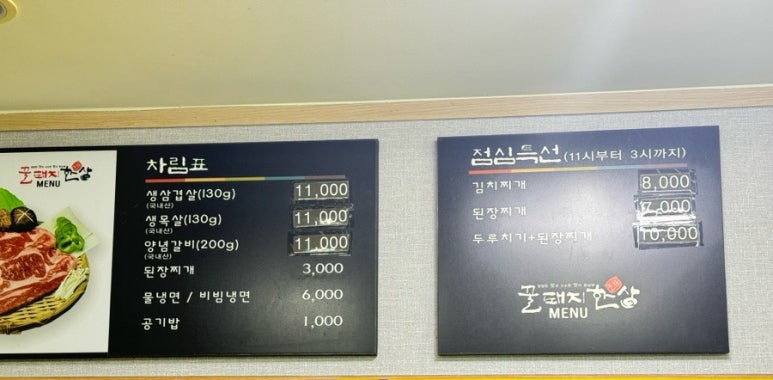 꿀돼지한상
MENU
차림표
생삼겹살(130g) 11,000
(국내산)
생목살(130g) 11,000
(국내산)
양념갈비(200g) 11,000
(국내산)
된장찌개 3,000
물냉면 / 비빔냉면 6,000
공기밥 1,000
점심특선(11시부터 3시까지)
김치찌개 8,000
된장찌개 7,000
두루치기+된장찌개 10,000
꿀돼지한상
MENU